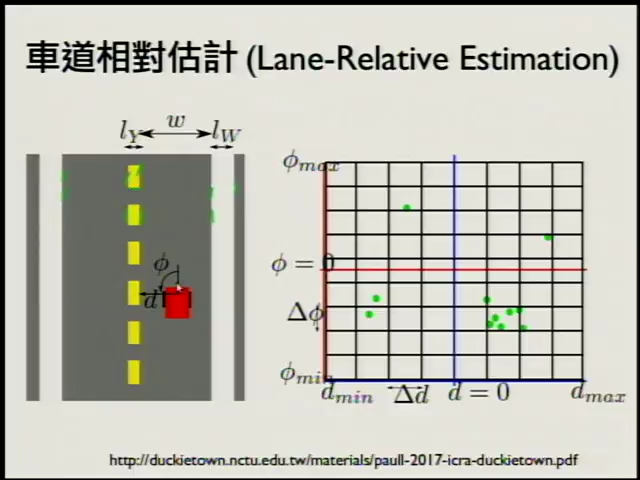 車道相對估計 (Lane-Relative Estimation)
l_Y w l_W
ϕ
d
ϕ_max
ϕ = 0
Δϕ
ϕ_min
d_min Δd d = 0 d_max
http://duckietown.nctu.edu.tw/materials/paull-2017-icra-duckietown.pdf